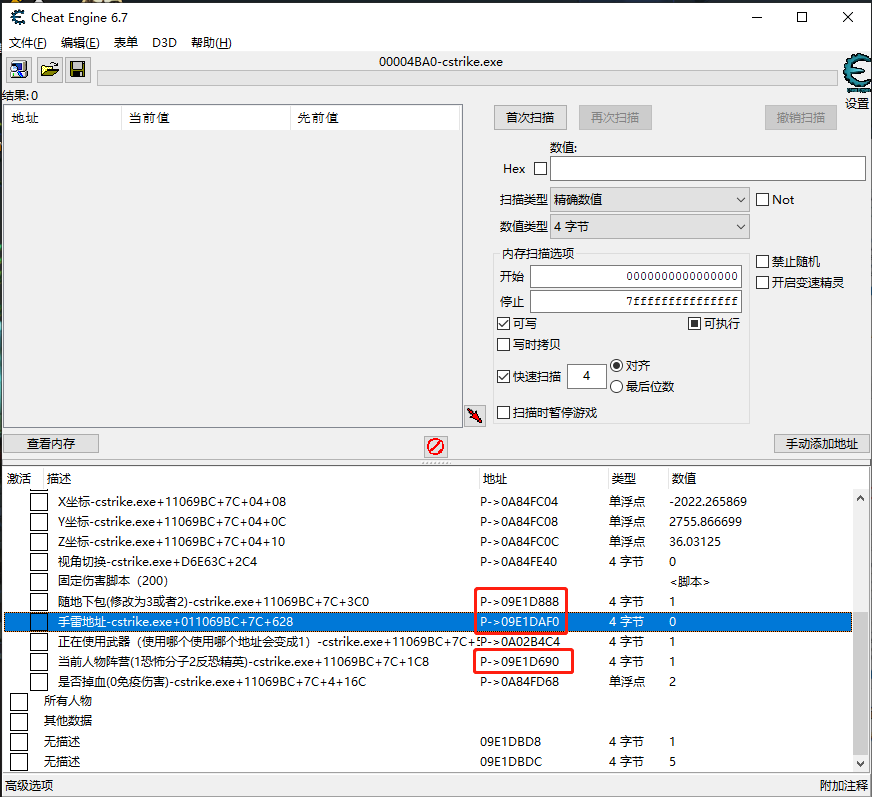 Cheat Engine 6.7
文件(F) 编辑(E) 表单 D3D 帮助(H)
00004BA0-cstrike.exe
设置
结果: 0
地址 当前值 先前值
首次扫描 再次扫描 撤销扫描
数值:
Hex
扫描类型 精确数值 Not
数值类型 4 字节
内存扫描选项
开始 0000000000000000
停止 7fffffffffffffff
禁止随机
开启变速精灵
可写 可执行
写时拷贝
快速扫描 4 对齐
最后位数
扫描时暂停游戏
查看内存 手动添加地址
激活 描述 地址 类型 数值
X坐标-cstrike.exe+11069BC+7C+04+08 P->0A84FC04 单浮点 -2022.265869
Y坐标-cstrike.exe+11069BC+7C+04+0C P->0A84FC08 单浮点 2755.866699
Z坐标-cstrike.exe+11069BC+7C+04+10 P->0A84FC0C 单浮点 36.03125
视角切换-cstrike.exe+D6E63C+2C4 P->0A84FE40 4 字节 0
固定伤害脚本（200） <脚本>
随地下包(修改为3或者2)-cstrike.exe+11069BC+7C+3C0 P->09E1D888 4 字节 1
手雷地址-cstrike.exe+011069BC+7C+628 P->09E1DAF0 4 字节 0
正在使用武器（使用哪个使用哪个地址会变成1）-cstrike.exe+11069BC+7C+ P->0A02B4C4 4 字节 1
当前人物阵营(1恐怖分子2反恐精英)-cstrike.exe+11069BC+7C+1C8 P->09E1D690 4 字节 1
是否掉血(0免疫伤害)-cstrike.exe+11069BC+7C+4+16C P->0A84FD68 单浮点 2
所有人物
其他数据
无描述 09E1DBD8 4 字节 1
无描述 09E1DBDC 4 字节 5
高级选项 附加注释